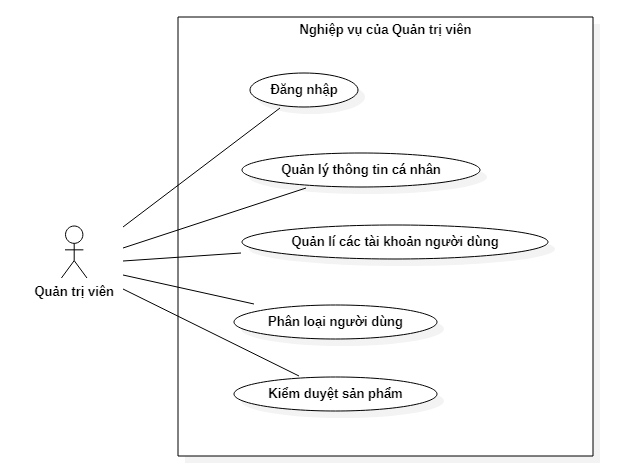 Nghiệp vụ của Quản trị viên
Đăng nhập
Quản lý thông tin cá nhân
Quản lí các tài khoản người dùng
Quản trị viên
Phân loại người dùng
Kiểm duyệt sản phẩm